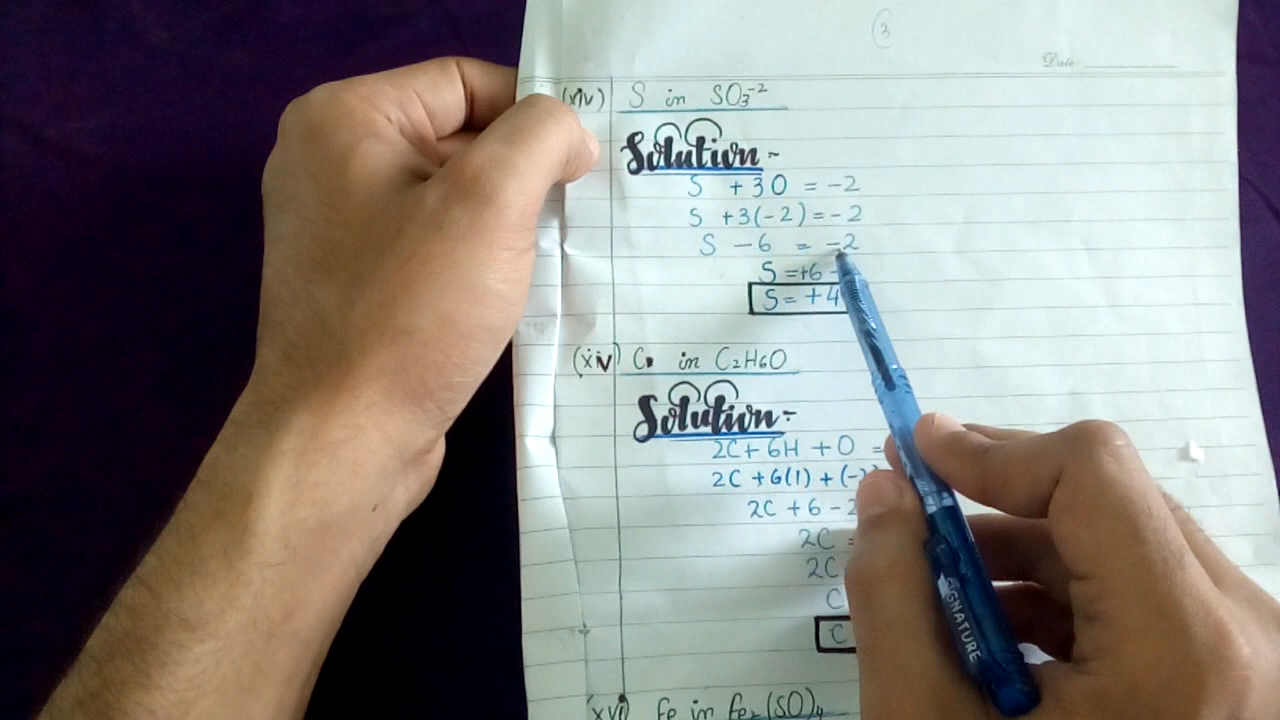 3
Date:
(xiv) S in SO₃⁻²
Solution:-
S + 3O = -2
S + 3(-2) = -2
S - 6 = -2
S = +6 -
S = +4
(xiv) C in C₂H₆O
Solution:-
2C + 6H + O =
2C + 6(1) + (-2)
2C + 6 - 2
2C =
2C
C
C
(xvi) Fe in Fe₂(SO)₄
SIGNATURE